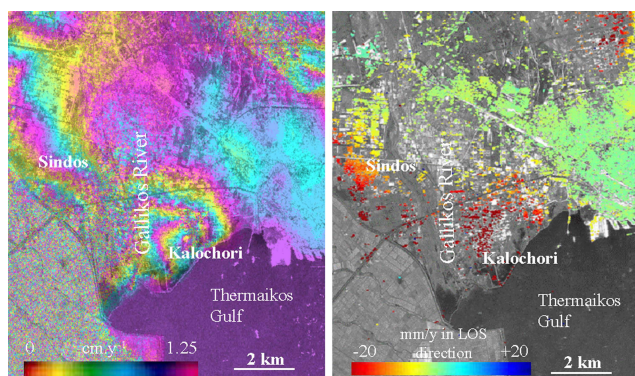 Sindos
Gallikos River
Kalochori
Thermaikos
Gulf
0 cm.y 1.25
2 km
Sindos
Gallikos River
Kalochori
Thermaikos
Gulf
mm/y in LOS
direction
-20 +20
2 km